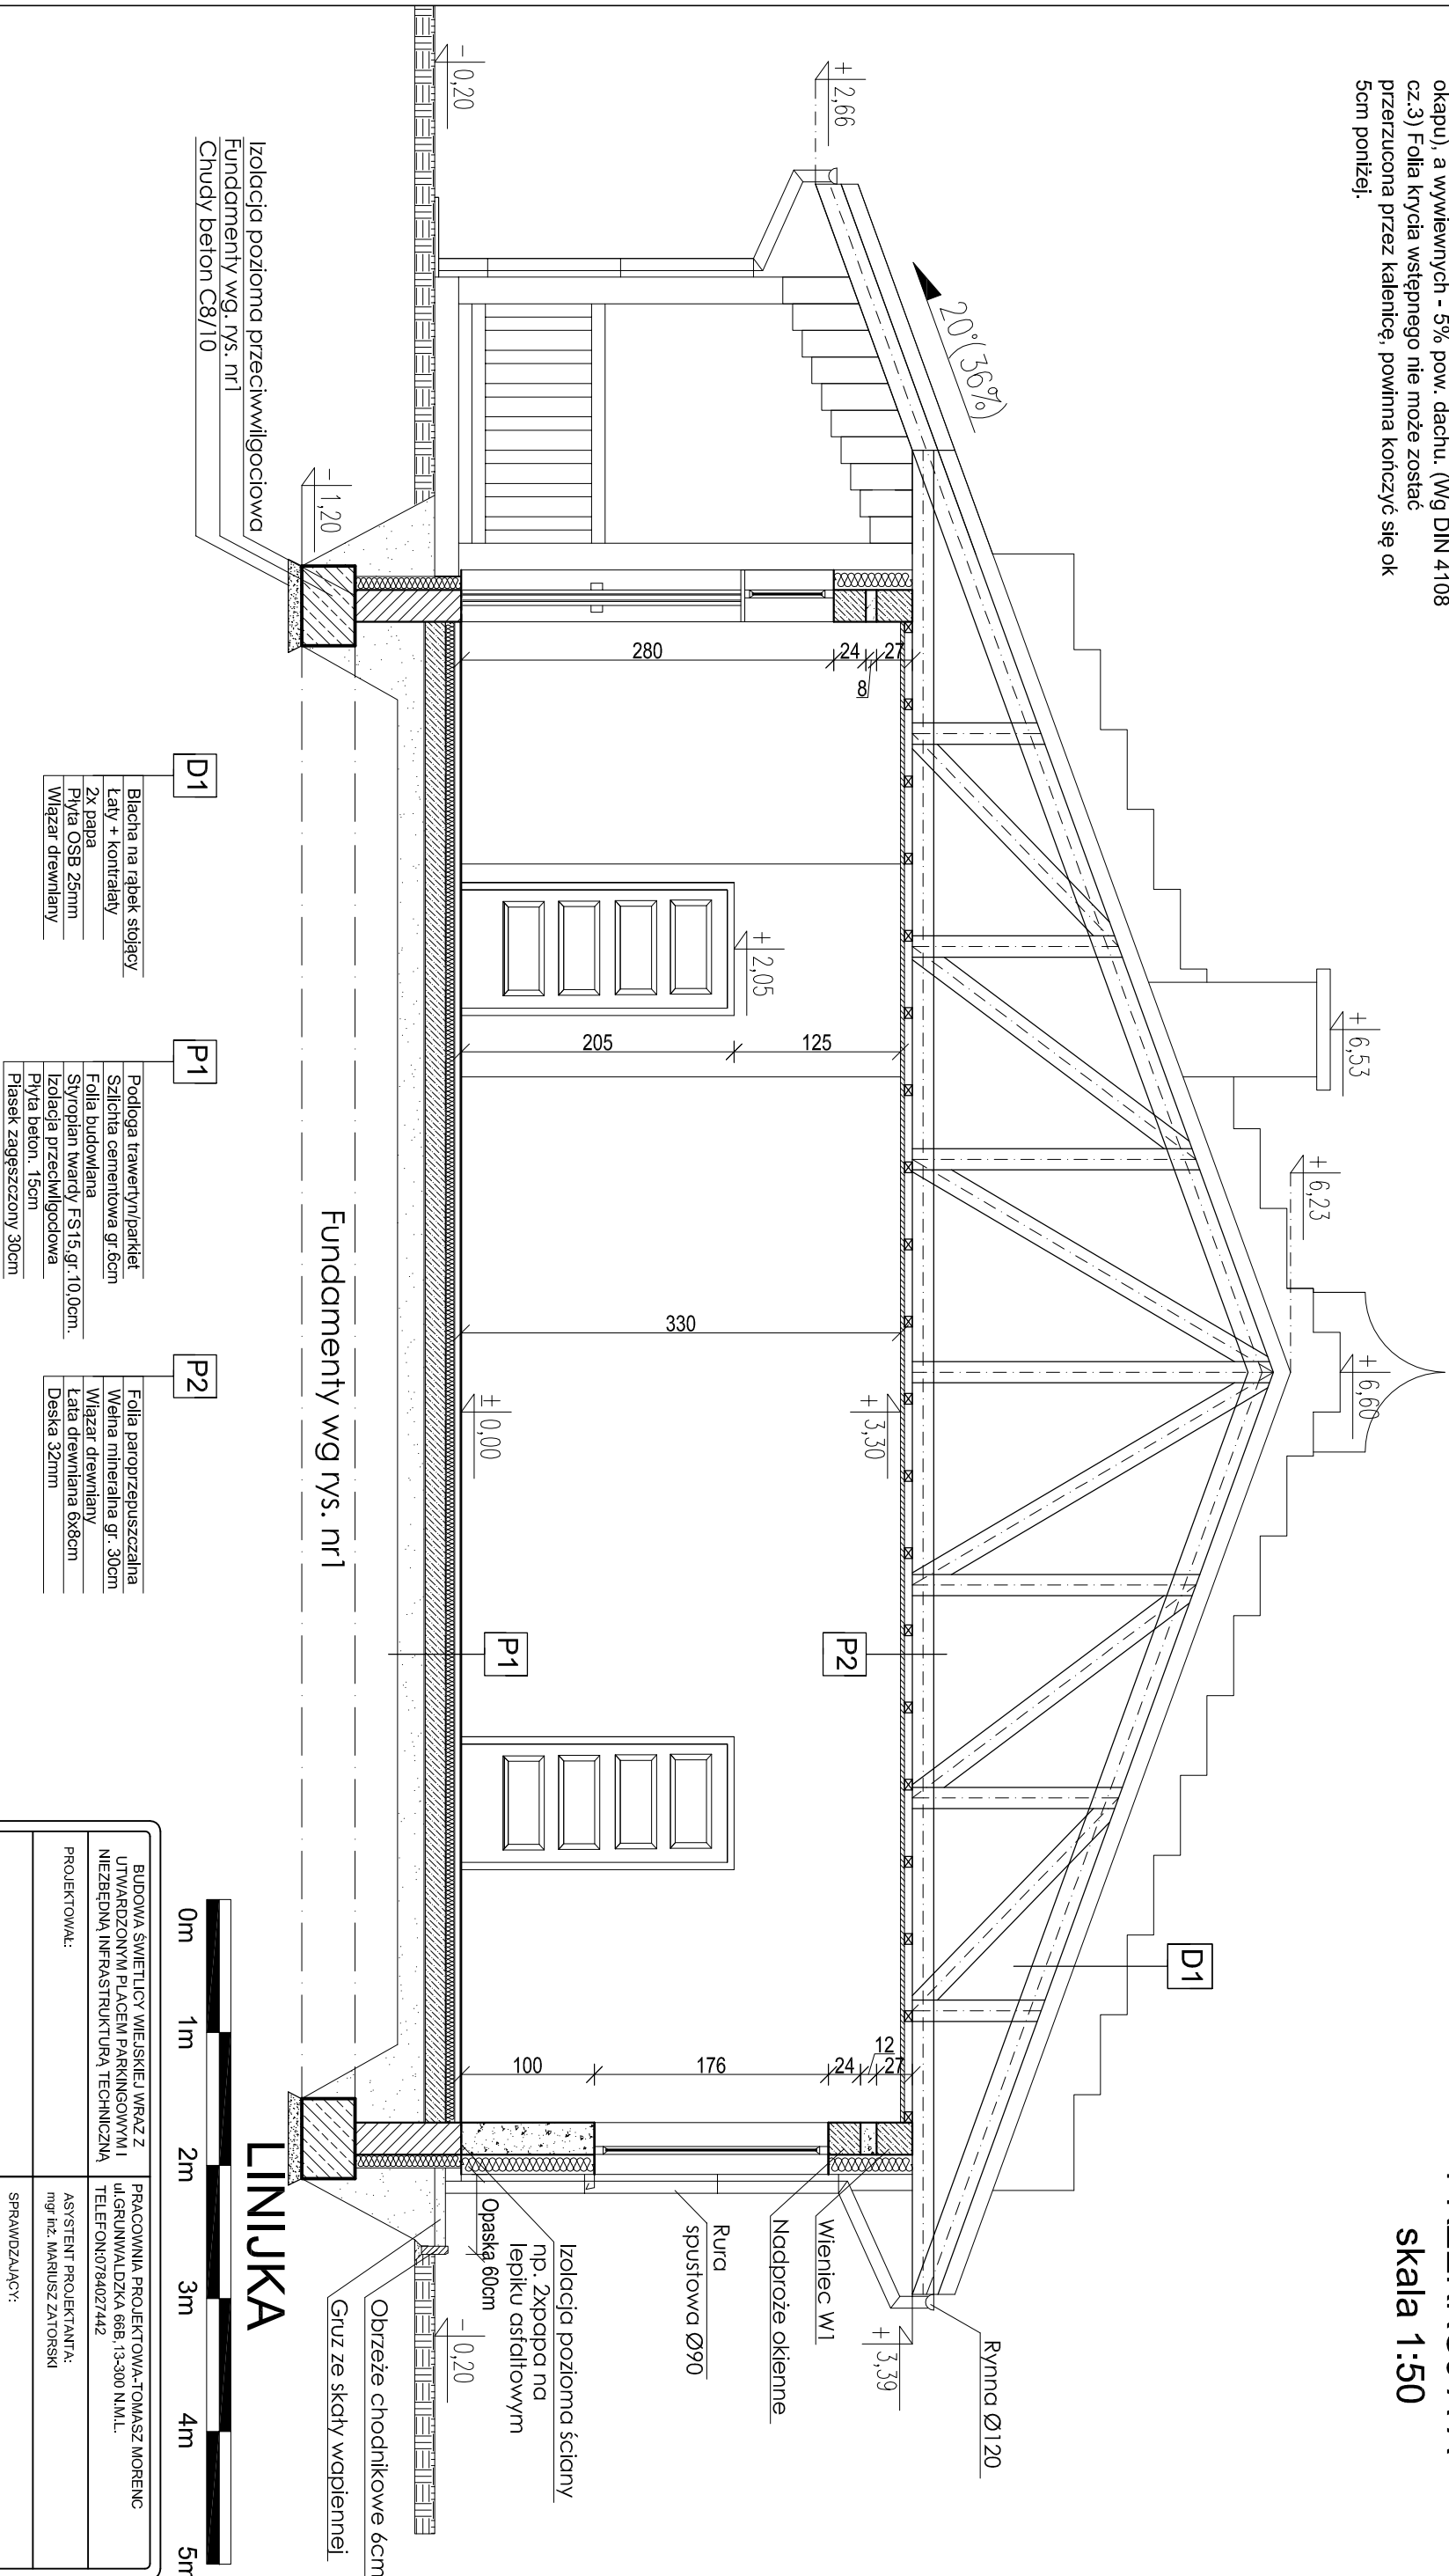 okapu), a wywiewnych - 5% pow. dachu. (Wg DIN 4108
cz.3) Folia krycia wstępnego nie może zostać
przerzucona przez kalenicę, powinna kończyć się ok
5cm poniżej.
skala 1:50
+ 6,60
+ 6,53
+ 6,23
20°(36%)
+ 2,66
- 0,20
- 1,20
D1
Rynna Ø120
+ 3,39
Wieniec W1
Nadproże okienne
Rura
spustowa Ø90
Izolacja pozioma ściany
np. 2xpapa na
lepiku asfaltowym
Opaska 60cm
- 0,20
Obrzeże chodnikowe 6cm
Gruz ze skały wapiennej
27
8
24
280
+ 2,05
125
205
330
+ 3,30
± 0,00
P2
P1
27
12
24
176
100
Izolacja pozioma przeciwwilgociowa
Fundamenty wg. rys. nr1
Chudy beton C8/10
Fundamenty wg rys. nr1
LINIJKA
0m
1m
2m
3m
4m
5m
D1
Blacha na rąbek stojący
Łaty + kontrłaty
2x papa
Płyta OSB 25mm
Wiązar drewniany
P1
Podłoga trawertyn/parkiet
Szlichta cementowa gr.6cm
Folia budowlana
Styropian twardy FS15,gr.10,0cm.
Izolacja przeciwilgociowa
Płyta beton. 15cm
Piasek zagęszczony 30cm
P2
Folia paroprzepuszczalna
Wełna mineralna gr. 30cm
Wiązar drewniany
Łata drewniana 6x8cm
Deska 32mm
BUDOWA ŚWIETLICY WIEJSKIEJ WRAZ Z
UTWARDZONYM PLACEM PARKINGOWYM I
NIEZBĘDNĄ INFRASTRUKTURĄ TECHNICZNĄ
PRACOWNIA PROJEKTOWA-TOMASZ MORENC
ul.GRUNWALDZKA 66B,13-300 N.M.L.
TELEFON:0784027442
PROJEKTOWAŁ:
ASYSTENT PROJEKTANTA:
mgr inż. MARIUSZ ZATORSKI
SPRAWDZAJĄCY: